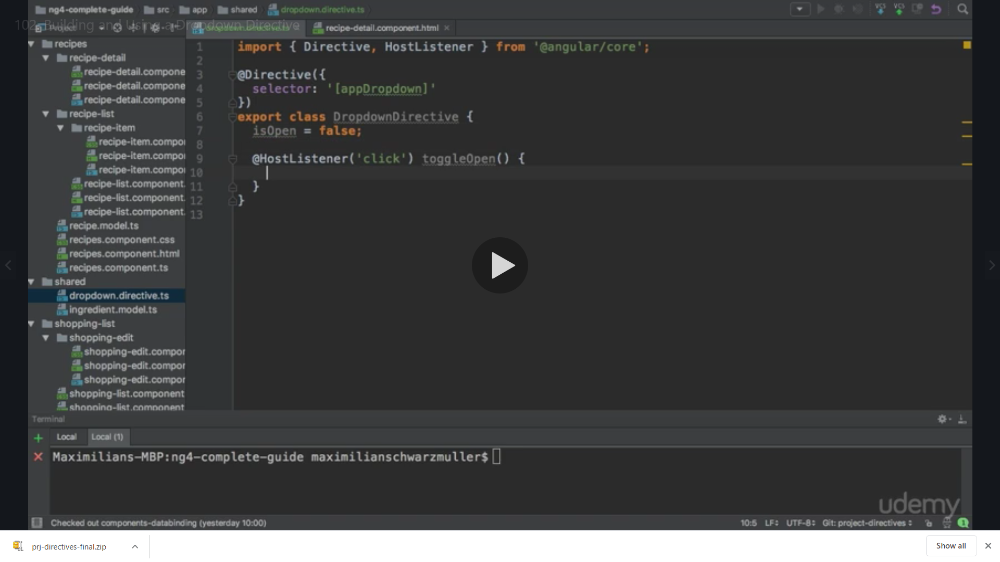 ng4-complete-guide src app shared dropdown.directive.ts
102. Building and Using a Dropdown Directive
Project
dropdown.directive.ts recipe-detail.component.html
recipes
recipe-detail
recipe-detail.compone
recipe-detail.compone
recipe-detail.compone
recipe-list
recipe-item
recipe-item.compo
recipe-item.compo
recipe-item.compo
recipe-list.component.
recipe-list.component.
recipe-list.component.
recipe.model.ts
recipes.component.css
recipes.component.html
recipes.component.ts
shared
dropdown.directive.ts
ingredient.model.ts
shopping-list
shopping-edit
shopping-edit.compor
shopping-edit.compor
shopping-edit.compor
shopping-list.component
shopping-list.component
1 import { Directive, HostListener } from '@angular/core';
2
3 @Directive({
4 selector: '[appDropdown]'
5 })
6 export class DropdownDirective {
7 isOpen = false;
8
9 @HostListener('click') toggleOpen() {
10
11 }
12 }
13
VCS VCS
Terminal
Local Local (1)
Maximilians-MBP:ng4-complete-guide maximilianschwarzmuller$
udemy
Checked out components-databinding (yesterday 10:00) 10:5 LF UTF-8 Git: project-directives 1
prj-directives-final.zip Show all